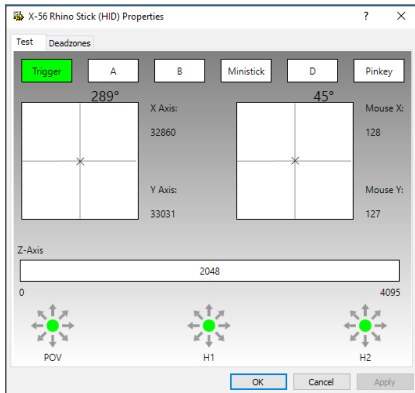 X-56 Rhino Stick (HID) Properties
Test Deadzones
Trigger A B Ministick D Pinkey
289° 45°
X Axis: Mouse X:
32860 128
Y Axis: Mouse Y:
33031 127
Z-Axis
2048
0 4095
POV H1 H2
OK Cancel Apply